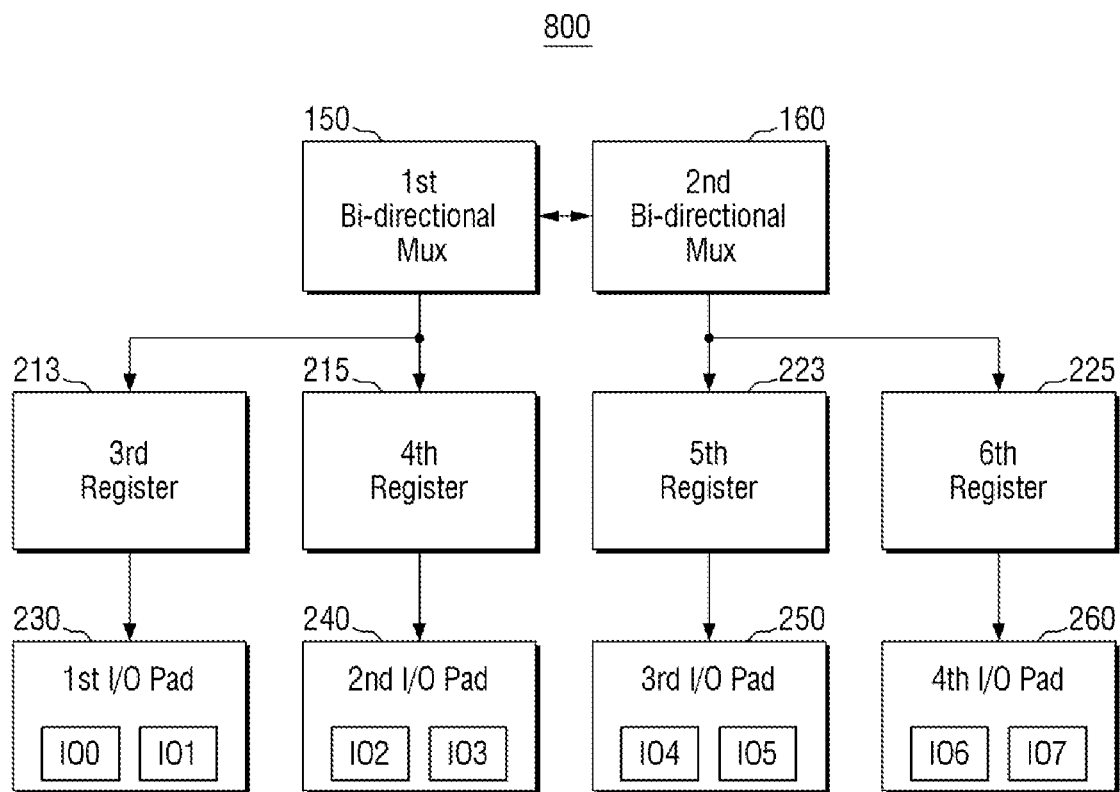 800
150
160
1st
Bi-directional
Mux
2nd
Bi-directional
Mux
213
215
223
225
3rd
Register
4th
Register
5th
Register
6th
Register
230
240
250
260
1st I/O Pad
2nd I/O Pad
3rd I/O Pad
4th I/O Pad
IO0
IO1
IO2
IO3
IO4
IO5
IO6
IO7